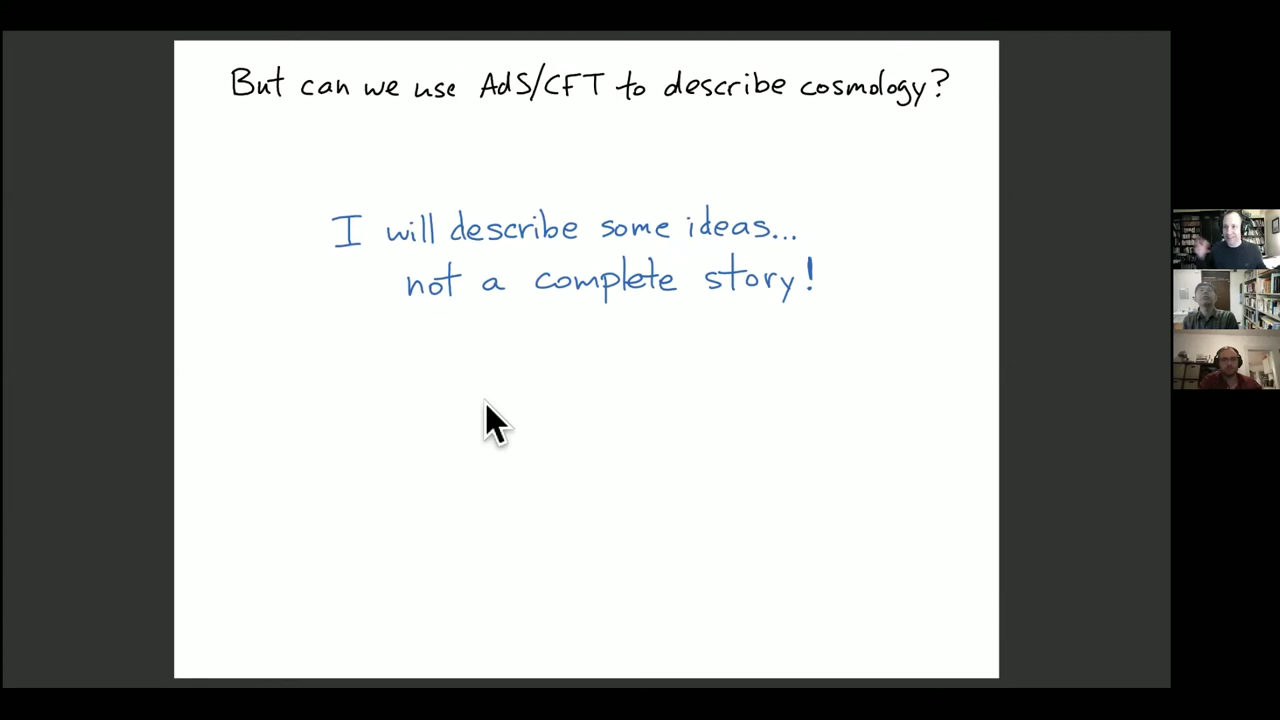 But can we use AdS/CFT to describe cosmology?
I will describe some ideas...
not a complete story!